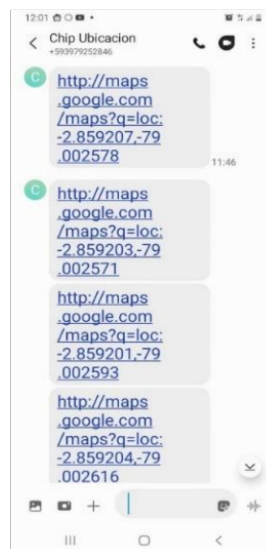 12:01
Chip Ubicacion
+593979252846
C
http://maps
.google.com
/maps?q=loc:
-2.859207,-79
.002578
11:46
C
http://maps
.google.com
/maps?q=loc:
-2.859203,-79
.002571
http://maps
.google.com
/maps?q=loc:
-2.859201,-79
.002593
http://maps
.google.com
/maps?q=loc:
-2.859204,-79
.002616